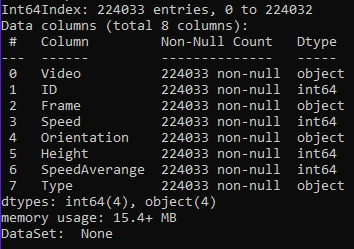 Int64Index: 224033 entries, 0 to 224032
Data columns (total 8 columns):
 #   Column         Non-Null Count   Dtype
---  ------         --------------   -----
 0   Video          224033 non-null  object
 1   ID             224033 non-null  int64
 2   Frame          224033 non-null  object
 3   Speed          224033 non-null  int64
 4   Orientation    224033 non-null  object
 5   Height         224033 non-null  int64
 6   SpeedAverange  224033 non-null  int64
 7   Type           224033 non-null  object
dtypes: int64(4), object(4)
memory usage: 15.4+ MB
DataSet:  None